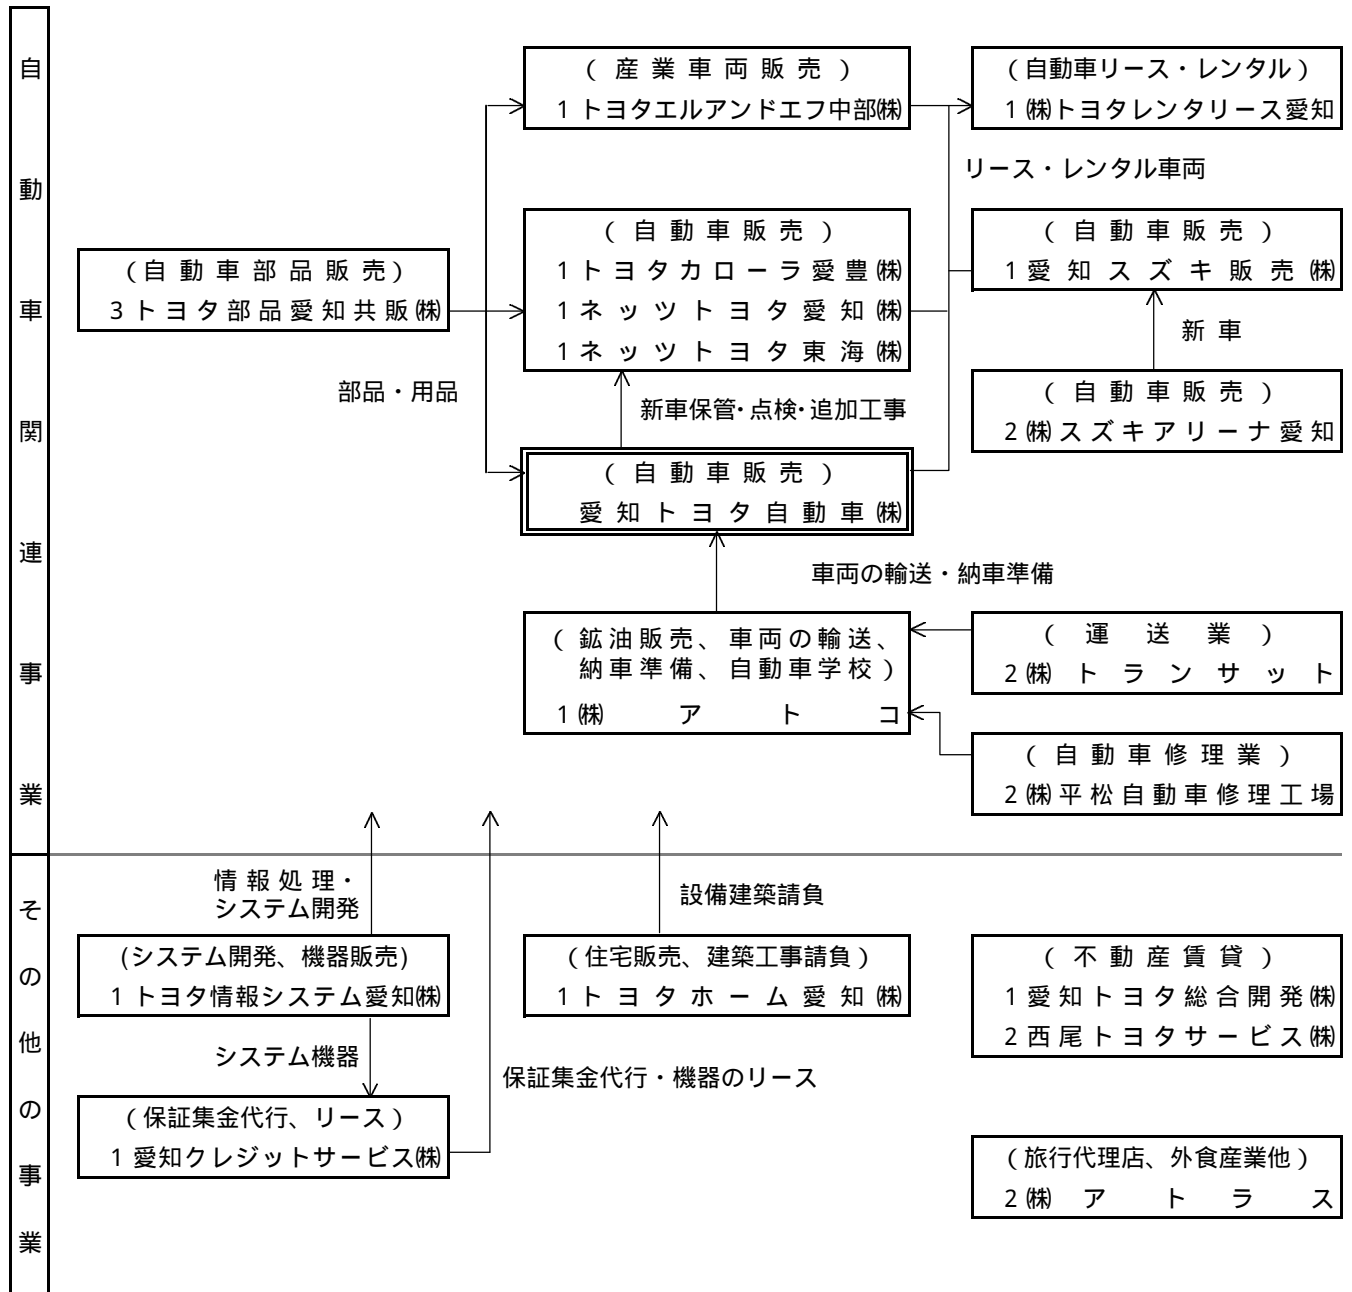 自動車関連事業
(産業車両販売)
1トヨタエルアンドエフ中部㈱
(自動車リース・レンタル)
1㈱トヨタレンタリース愛知
リース・レンタル車両
(自動車販売)
1トヨタカローラ愛豊㈱
1ネッツトヨタ愛知㈱
1ネッツトヨタ東海㈱
(自動車販売)
1愛知スズキ販売㈱
(自動車部品販売)
3トヨタ部品愛知共販㈱
新車
部品・用品
新車保管・点検・追加工事
(自動車販売)
2㈱スズキアリーナ愛知
(自動車販売)
愛知トヨタ自動車㈱
車両の輸送・納車準備
(鉱油販売、車両の輸送、
納車準備、自動車学校)
1㈱アトコ
(運送業)
2㈱トランサット
(自動車修理業)
2㈱平松自動車修理工場
その他の事業
情報処理・
システム開発
設備建築請負
(システム開発、機器販売)
1トヨタ情報システム愛知㈱
(住宅販売、建築工事請負)
1トヨタホーム愛知㈱
(不動産賃貸)
1愛知トヨタ総合開発㈱
2西尾トヨタサービス㈱
システム機器
保証集金代行・機器のリース
(保証集金代行、リース)
1愛知クレジットサービス㈱
(旅行代理店、外食産業他)
2㈱アトラス